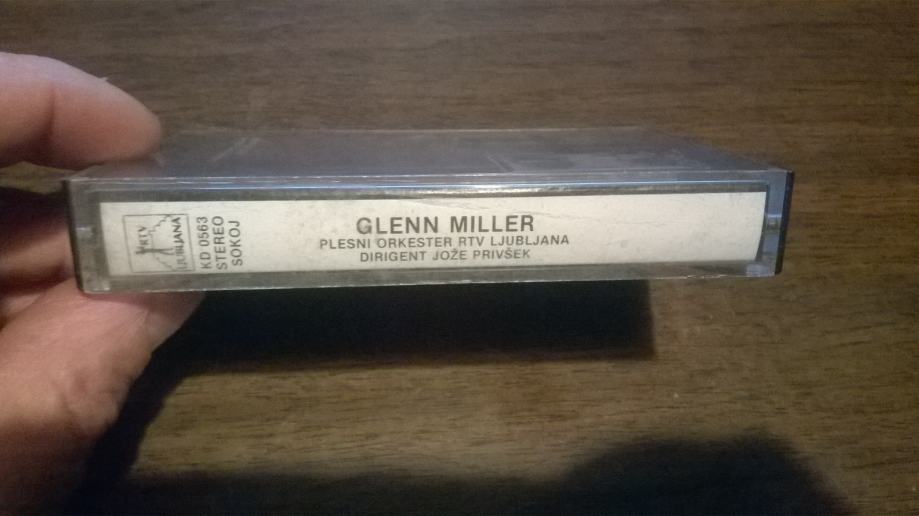 RTV
LJUBLJANA
KD 0563
STEREO
SOKOJ
GLENN MILLER
PLESNI ORKESTER RTV LJUBLJANA
DIRIGENT JOŽE PRIVŠEK